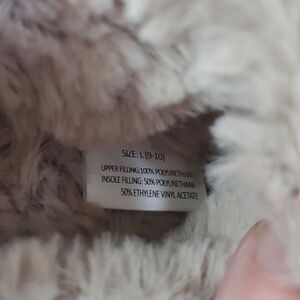 SIZE: L (9-10)
UPPER FILLING:100% POLYURETHANE
INSOLE FILLING: 50% POLYURETHANE
50% ETHYLENE VINYL ACETATE